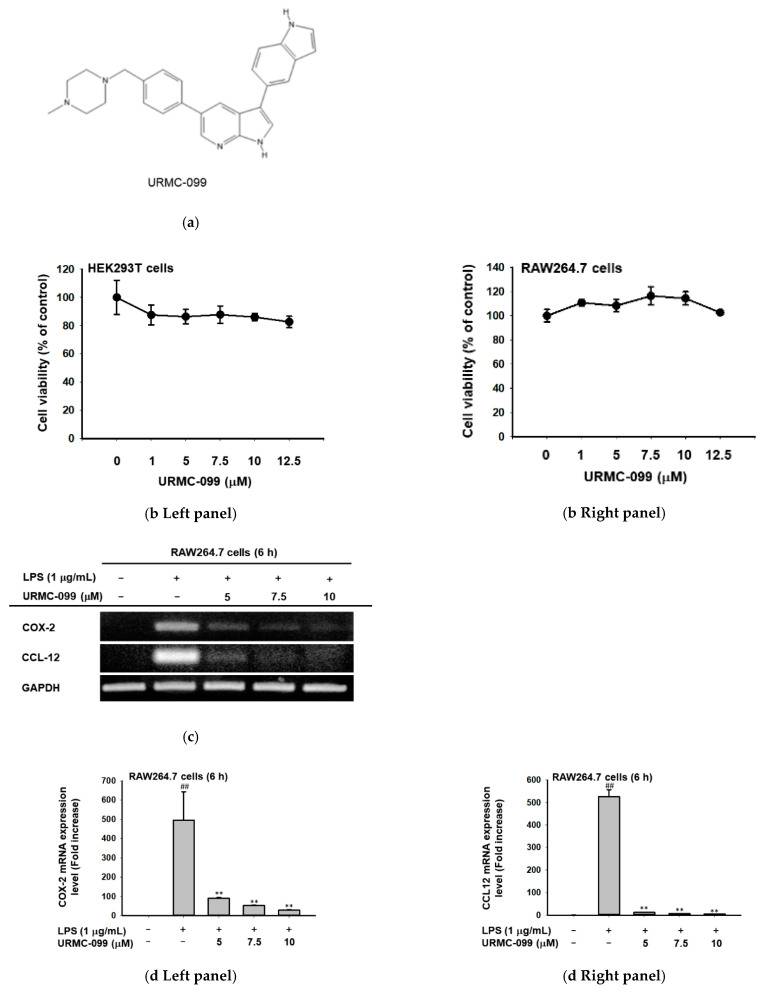 H
N
N
N
N
N
H
URMC-099
(a)
HEK293T cells
Cell viability (% of control)
120
100
80
60
40
20
0
0 1 5 7.5 10 12.5
URMC-099 (μM)
(b Left panel)
RAW264.7 cells
Cell viability (% of control)
140
120
100
80
60
40
20
0
0 1 5 7.5 10 12.5
URMC-099 (μM)
(b Right panel)
RAW264.7 cells (6 h)
LPS (1 μg/mL) − + + + +
URMC-099 (μM) − − 5 7.5 10
COX-2
CCL-12
GAPDH
(c)
RAW264.7 cells (6 h)
COX-2 mRNA expression
level (Fold increase)
700
600
500
400
300
200
100
0
##
** ** **
LPS (1 μg/mL) − + + + +
URMC-099 (μM) − − 5 7.5 10
(d Left panel)
RAW264.7 cells (6 h)
CCL12 mRNA expression
level (Fold increase)
600
500
400
300
200
100
0
##
** ** **
LPS (1 μg/mL) − + + + +
URMC-099 (μM) − − 5 7.5 10
(d Right panel)